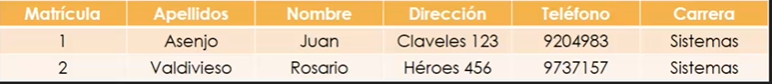 Matrícula Apellidos Nombre Dirección Teléfono Carrera
1 Asenjo Juan Claveles 123 9204983 Sistemas
2 Valdivieso Rosario Héroes 456 9737157 Sistemas